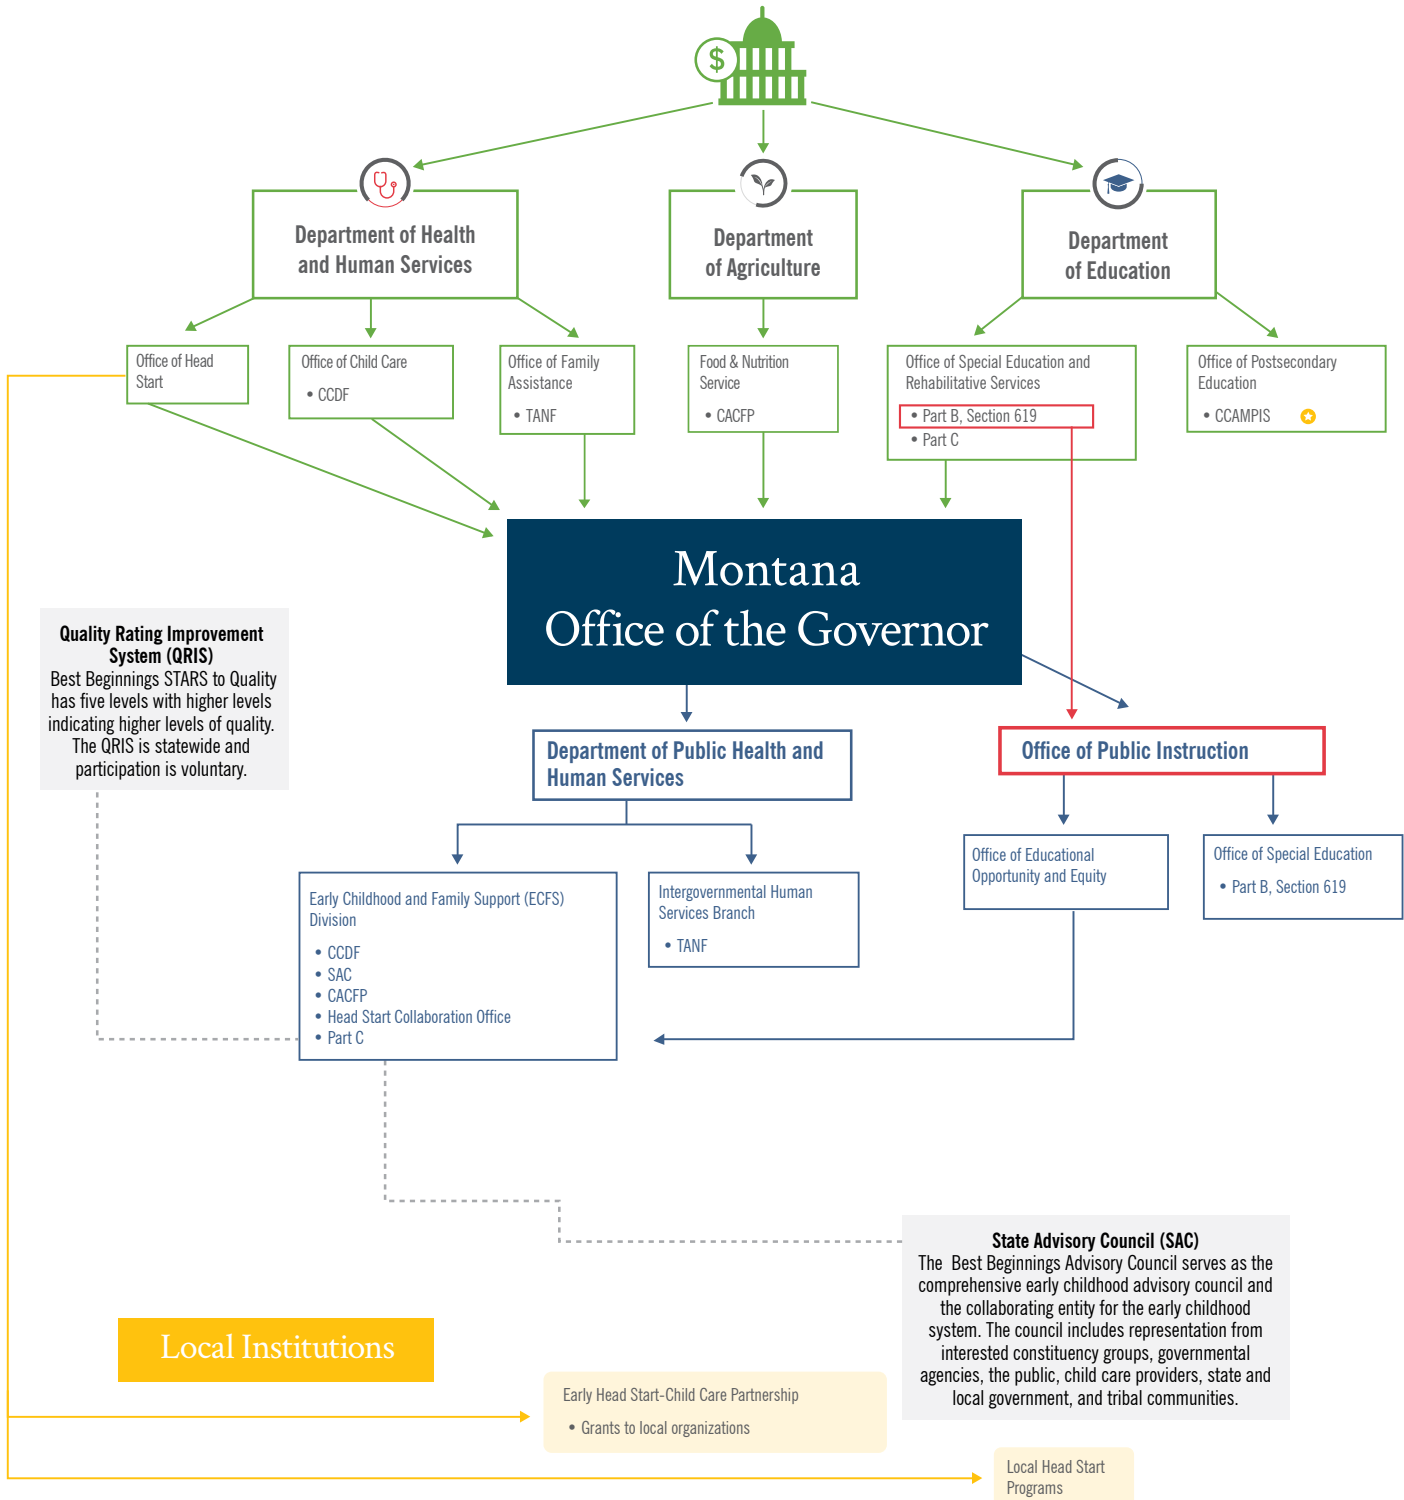 $
Department of Health
and Human Services
Department
of Agriculture
Department
of Education
Office of Head
Start
Office of Child Care
• CCDF
Office of Family
Assistance
• TANF
Food & Nutrition
Service
• CACFP
Office of Special Education and
Rehabilitative Services
• Part B, Section 619
• Part C
Office of Postsecondary
Education
• CCAMPIS
Montana
Office of the Governor
Quality Rating Improvement
System (QRIS)
Best Beginnings STARS to Quality
has five levels with higher levels
indicating higher levels of quality.
The QRIS is statewide and
participation is voluntary.
Department of Public Health and
Human Services
Office of Public Instruction
Early Childhood and Family Support (ECFS)
Division
• CCDF
• SAC
• CACFP
• Head Start Collaboration Office
• Part C
Intergovernmental Human
Services Branch
• TANF
Office of Educational
Opportunity and Equity
Office of Special Education
• Part B, Section 619
State Advisory Council (SAC)
The Best Beginnings Advisory Council serves as the
comprehensive early childhood advisory council and
the collaborating entity for the early childhood
system. The council includes representation from
interested constituency groups, governmental
agencies, the public, child care providers, state and
local government, and tribal communities.
Local Institutions
Early Head Start-Child Care Partnership
• Grants to local organizations
Local Head Start
Programs